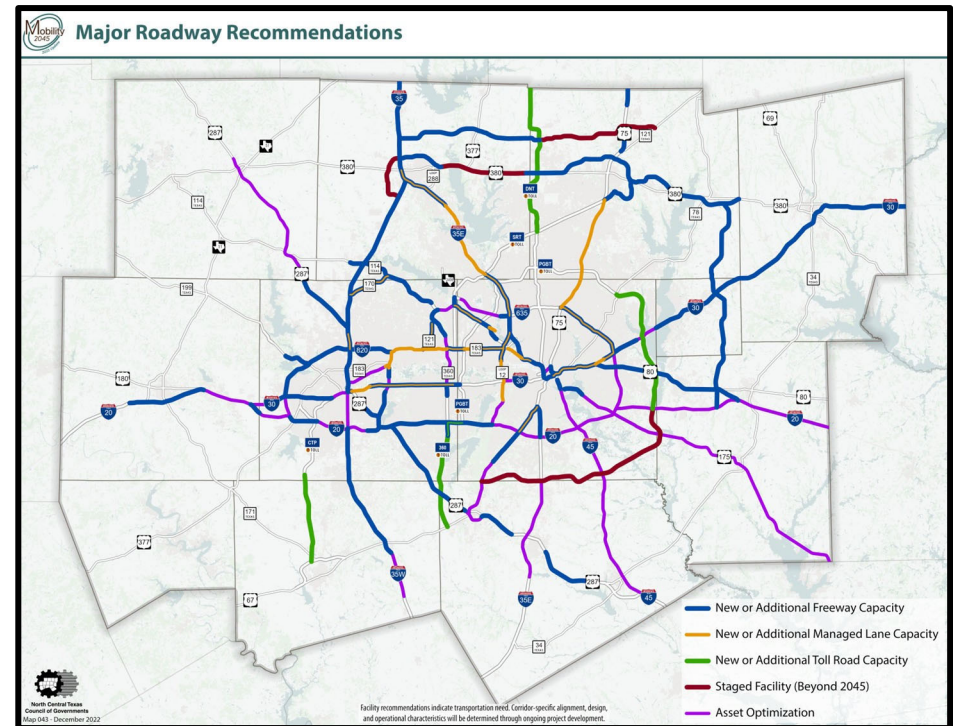 Mobility
2045
Major Roadway Recommendations
35
287
75
121
69
377
380
LOOP
288
380
380
380
30
DNT
TOLL
114
78
35E
SRT
TOLL
114
287
PGBT
TOLL
34
170
199
30
635
75
121
820
183
183
360
LOOP
12
30
80
180
287
PGBT
TOLL
80
20
30
20
20
20
CTP
TOLL
360
TOLL
45
175
171
287
377
35W
287
67
35E
45
34
New or Additional Freeway Capacity
New or Additional Managed Lane Capacity
New or Additional Toll Road Capacity
Staged Facility (Beyond 2045)
Asset Optimization
North Central Texas
Council of Governments
Map 043 - December 2022
Facility recommendations indicate transportation need. Corridor-specific alignment, design,
and operational characteristics will be determined through ongoing project development.